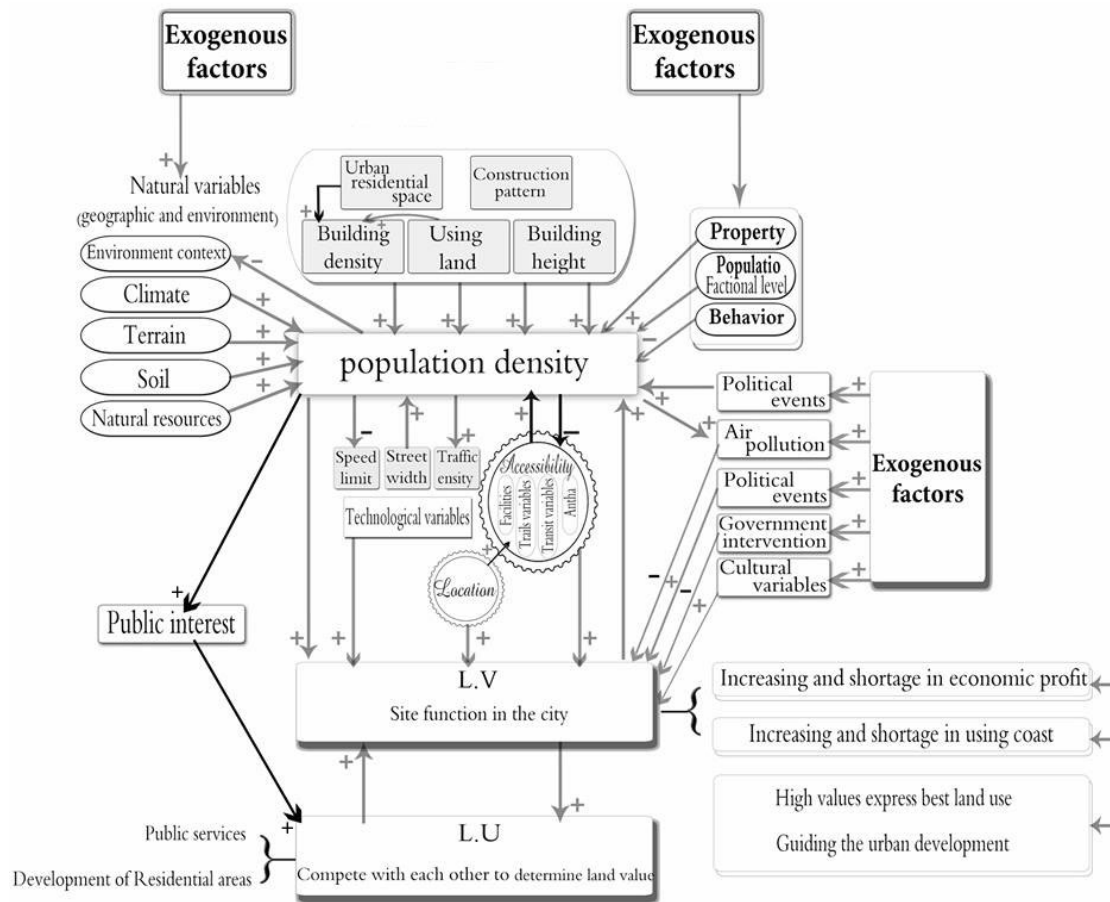 Exogenous
factors
Exogenous
factors
+
Natural variables
(geographic and environment)
Environment context
Climate
Terrain
Soil
Natural resources
−
+
+
+
+
Urban
residential
space
Construction
pattern
+
+
Building
density
Using
land
Building
height
+
+
+
+
Property
Populatio
Factional level
Behavior
+
−
population density
Political
events
Air
pollution
Political
events
Government
intervention
Cultural
variables
+
+
+
+
+
+
+
Exogenous
factors
−
+
+
+
−
Speed
limit
Street
width
Traffic
ensity
Technological variables
Accessibility
Facilities
Trails variables
Transit variables
Antha
+
Location
+
Public interest
−
+
−
+
+
+
+
+
+
L.V
Site function in the city
Increasing and shortage in economic profit
Increasing and shortage in using coast
High values express best land use
Guiding the urban development
+
+
+
L.U
Compete with each other to determine land value
Public services
Development of Residential areas